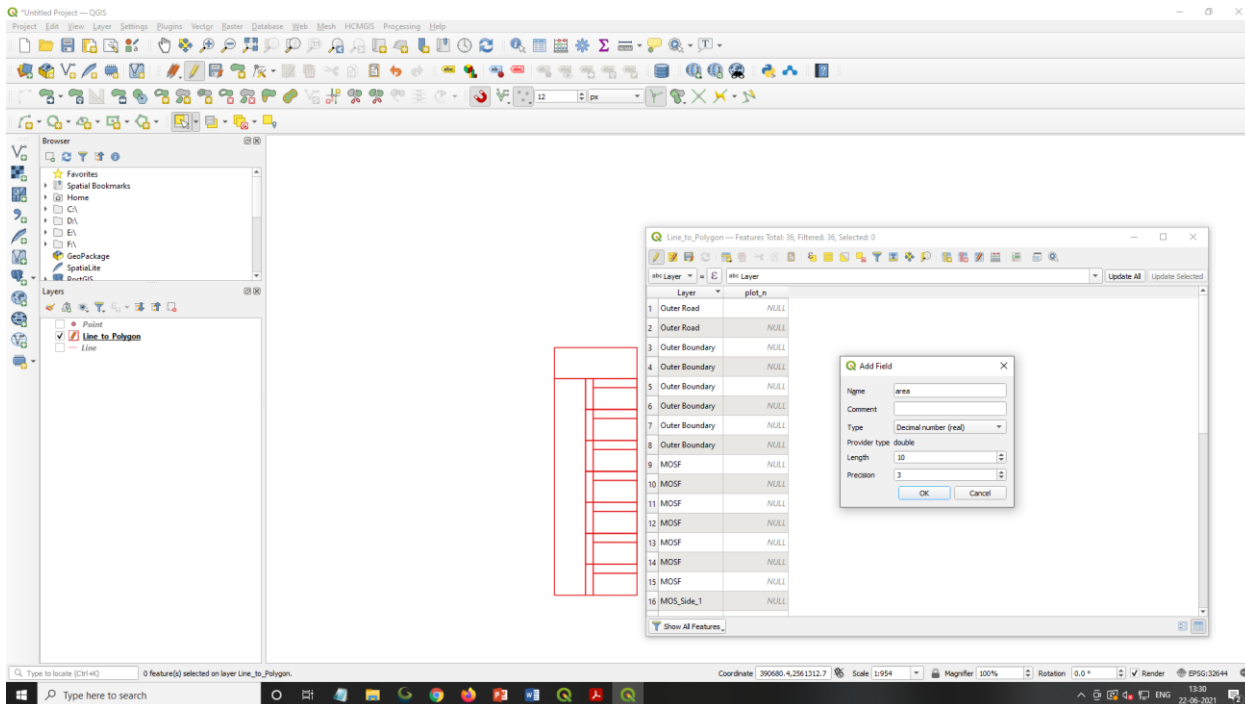 *Untitled Project — QGIS
Project Edit View Layer Settings Plugins Vector Raster Database Web Mesh HCMGIS Processing Help
12 px
Browser
Favorites
Spatial Bookmarks
Home
C:\
D:\
E:\
F:\
GeoPackage
SpatiaLite
PostGIS
Layers
Point
Line_to_Polygon
Line
Line_to_Polygon — Features Total: 36, Filtered: 36, Selected: 0
abc Layer = ε abc Layer Update All Update Selected
Layer plot_n
1 Outer Road NULL
2 Outer Road NULL
3 Outer Boundary NULL
4 Outer Boundary NULL
5 Outer Boundary NULL
6 Outer Boundary NULL
7 Outer Boundary NULL
8 Outer Boundary NULL
9 MOSF NULL
10 MOSF NULL
11 MOSF NULL
12 MOSF NULL
13 MOSF NULL
14 MOSF NULL
15 MOSF NULL
16 MOS_Side_1 NULL
Show All Features
Add Field
Name area
Comment
Type Decimal number (real)
Provider type double
Length 10
Precision 3
OK Cancel
Type to locate (Ctrl+K) 0 feature(s) selected on layer Line_to_Polygon. Coordinate 390680.4,2561312.7 Scale 1:954 Magnifier 100% Rotation 0.0 ° Render EPSG:32644
Type here to search ENG 13:30
22-06-2021